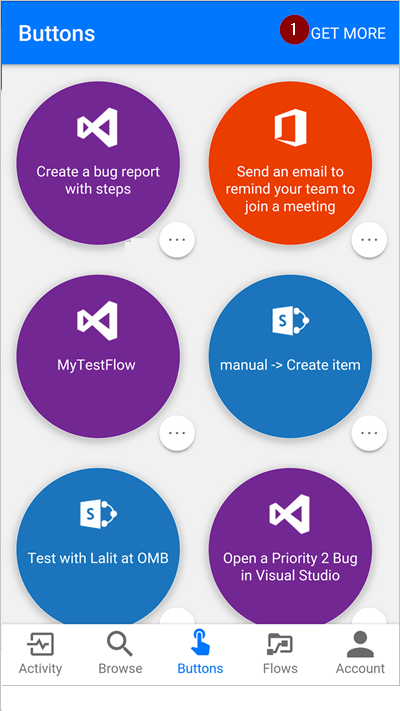 Buttons
1 GET MORE
Create a bug report
with steps
Send an email to
remind your team to
join a meeting
MyTestFlow
S
manual -> Create item
S
Test with Lalit at OMB
Open a Priority 2 Bug
in Visual Studio
Activity
Browse
Buttons
Flows
Account